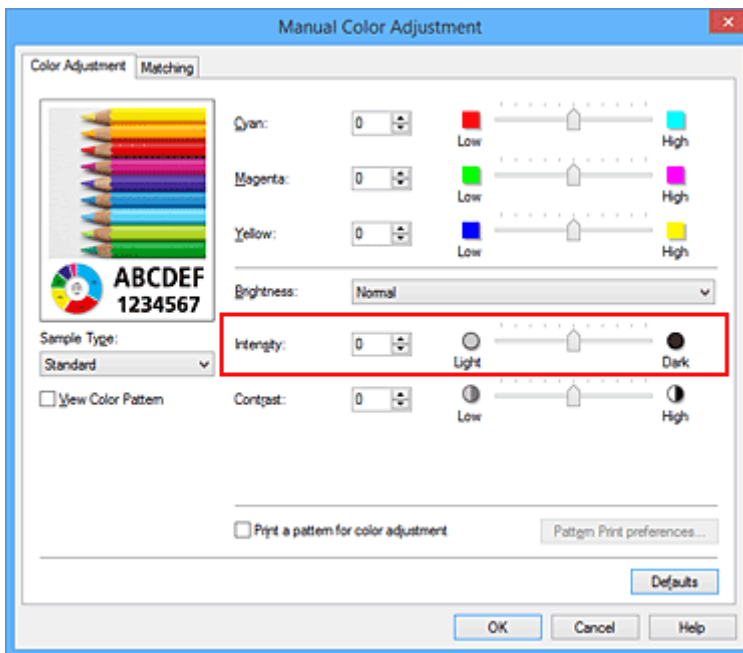 Manual Color Adjustment
Color Adjustment Matching
Cyan: 0 Low High
Magenta: 0 Low High
Yellow: 0 Low High
ABCDEF
1234567
Brightness: Normal
Sample Type:
Standard
Intensity: 0 Light Dark
View Color Pattern
Contrast: 0 Low High
Print a pattern for color adjustment Pattern Print preferences...
Defaults
OK Cancel Help